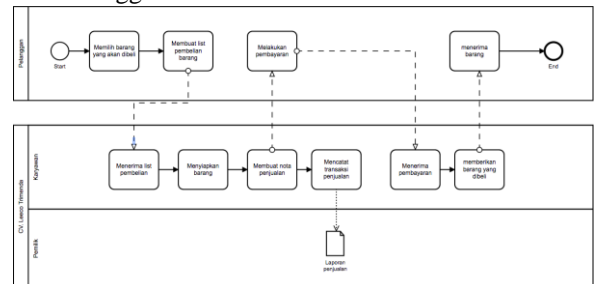 Pelanggan
Start
Memilih barang
yang akan dibeli
Membuat list
pembelian
barang
Melakukan
pembayaran
menerima
barang
End
CV. Laeco Trimenda
Karyawan
Menerima list
pembelian
Menyiapkan
barang
Membuat nota
penjualan
Mencatat
transaksi
penjualan
Menerima
pembayaran
memberikan
barang yang
dibeli
Pemilik
Laporan
penjualan